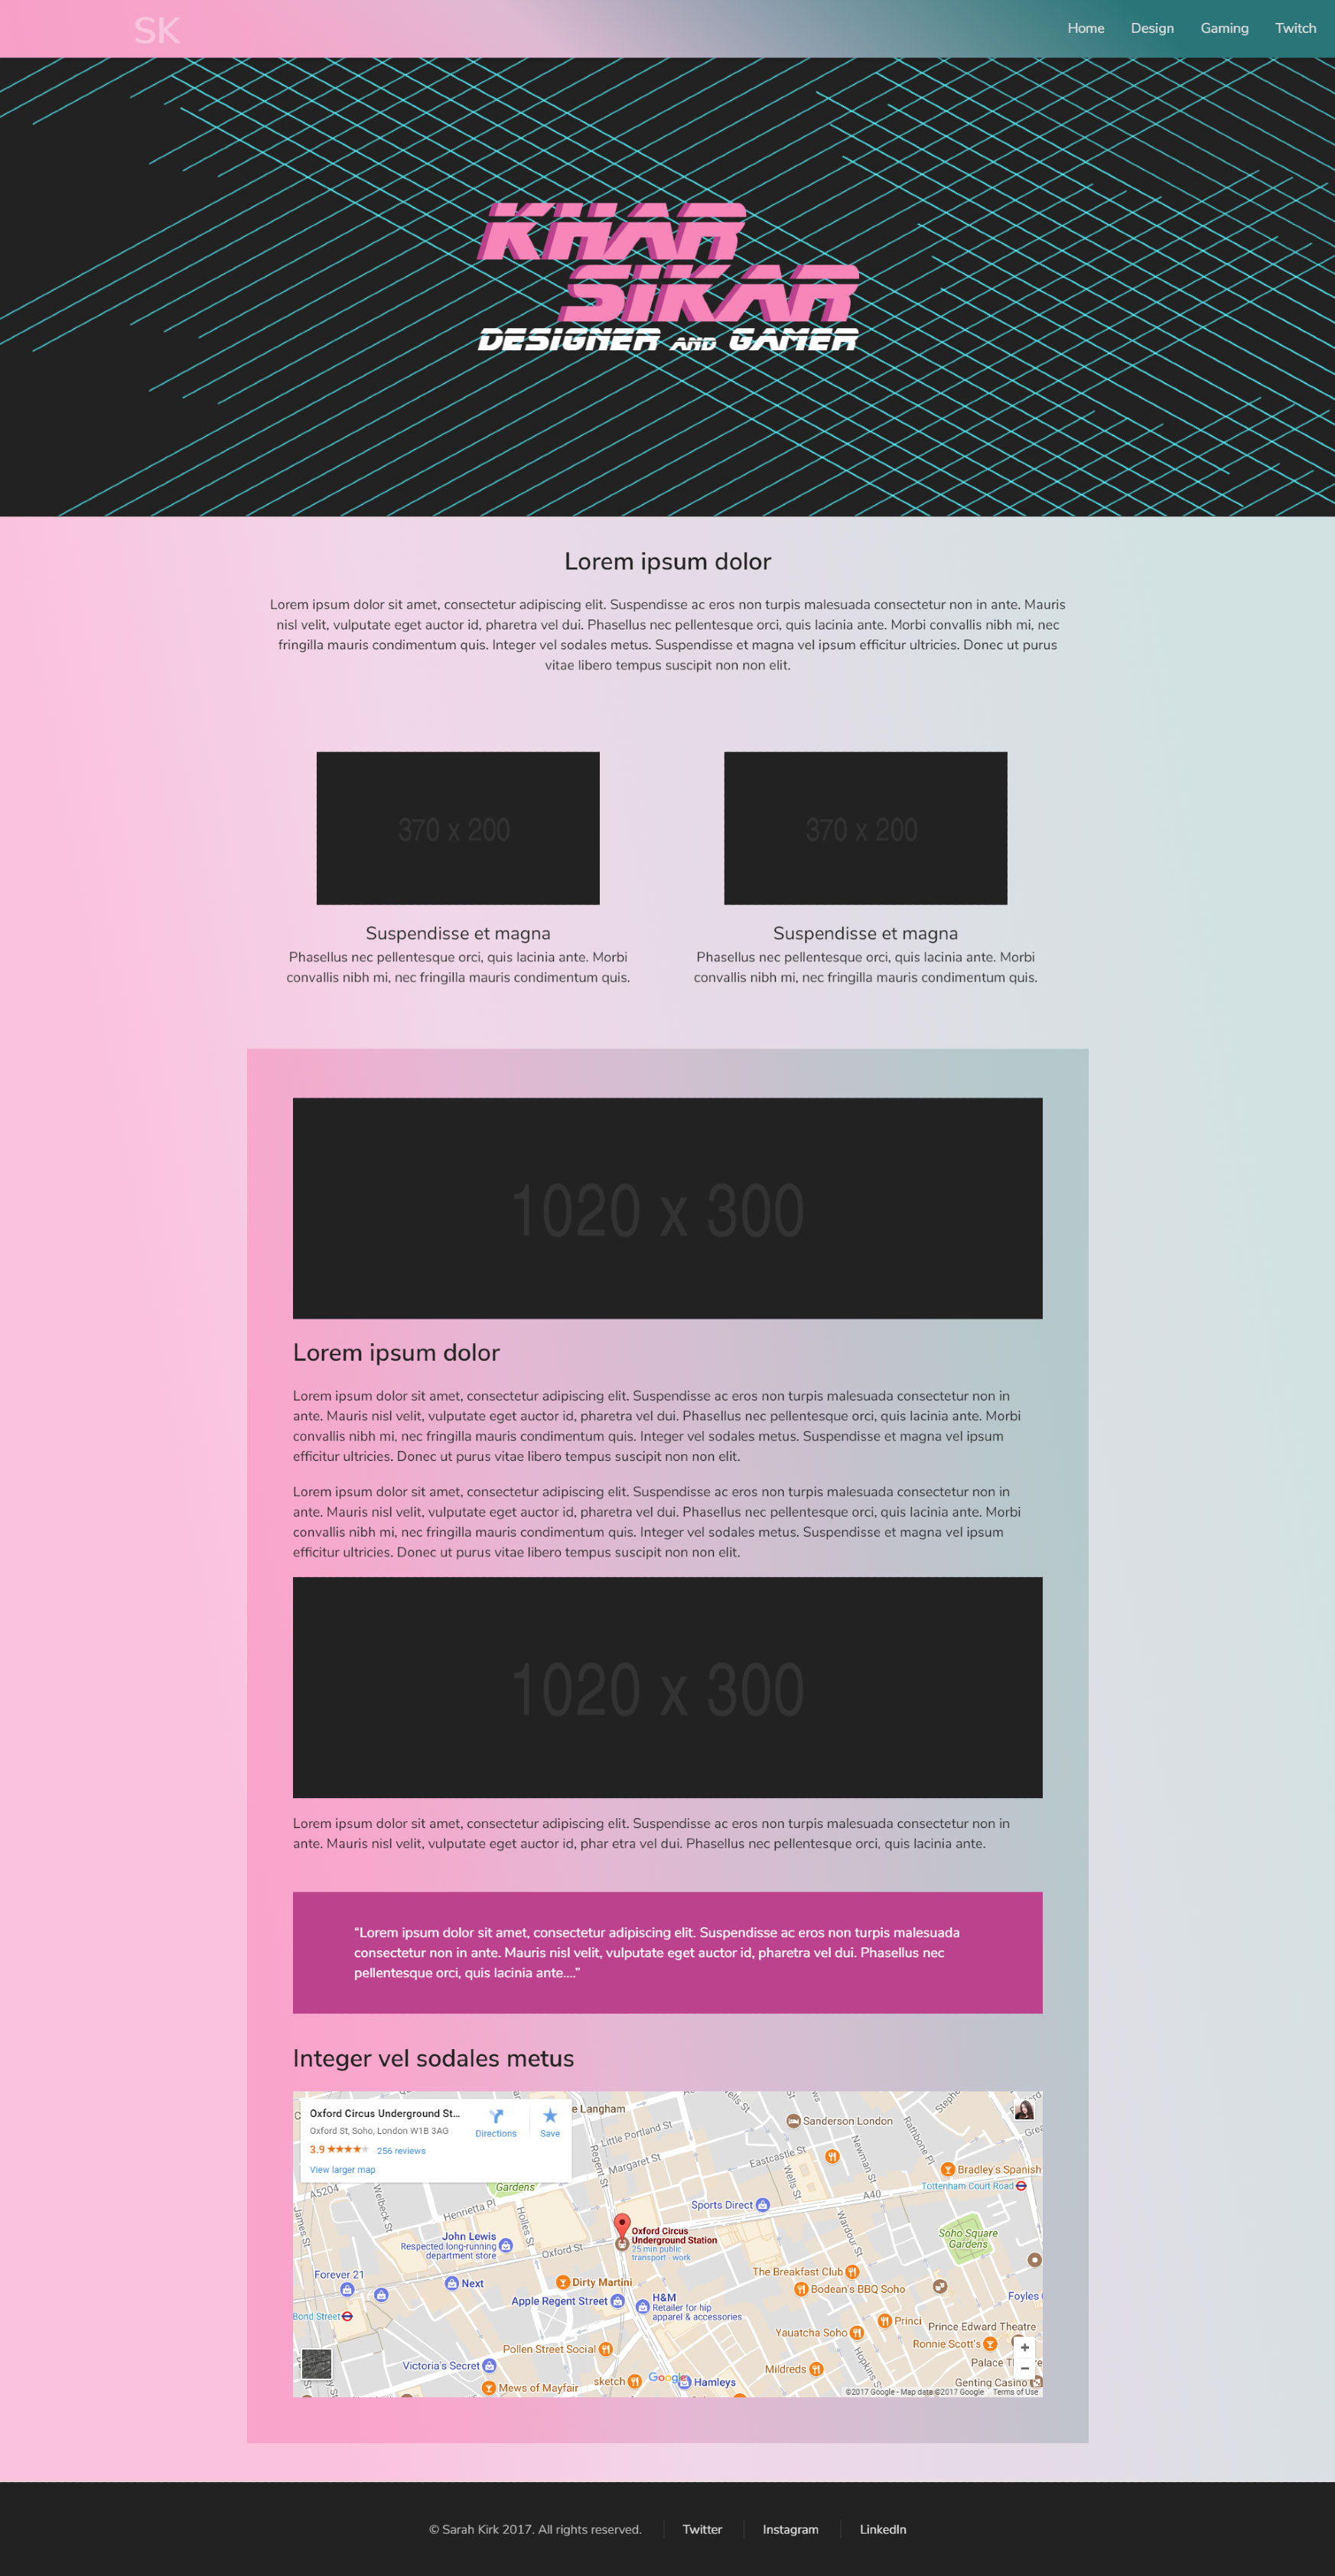 SK
Home Design Gaming Twitch
KHAR
SIKAR
DESIGNER AND GAMER
Lorem ipsum dolor
Lorem ipsum dolor sit amet, consectetur adipiscing elit. Suspendisse ac eros non turpis malesuada consectetur non in ante. Mauris
nisl velit, vulputate eget auctor id, pharetra vel dui. Phasellus nec pellentesque orci, quis lacinia ante. Morbi convallis nibh mi, nec
fringilla mauris condimentum quis. Integer vel sodales metus. Suspendisse et magna vel ipsum efficitur ultricies. Donec ut purus
vitae libero tempus suscipit non non elit.
370 x 200
370 x 200
Suspendisse et magna
Phasellus nec pellentesque orci, quis lacinia ante. Morbi
convallis nibh mi, nec fringilla mauris condimentum quis.
Suspendisse et magna
Phasellus nec pellentesque orci, quis lacinia ante. Morbi
convallis nibh mi, nec fringilla mauris condimentum quis.
1020 x 300
Lorem ipsum dolor
Lorem ipsum dolor sit amet, consectetur adipiscing elit. Suspendisse ac eros non turpis malesuada consectetur non in
ante. Mauris nisl velit, vulputate eget auctor id, pharetra vel dui. Phasellus nec pellentesque orci, quis lacinia ante. Morbi
convallis nibh mi, nec fringilla mauris condimentum quis. Integer vel sodales metus. Suspendisse et magna vel ipsum
efficitur ultricies. Donec ut purus vitae libero tempus suscipit non non elit.
Lorem ipsum dolor sit amet, consectetur adipiscing elit. Suspendisse ac eros non turpis malesuada consectetur non in
ante. Mauris nisl velit, vulputate eget auctor id, pharetra vel dui. Phasellus nec pellentesque orci, quis lacinia ante. Morbi
convallis nibh mi, nec fringilla mauris condimentum quis. Integer vel sodales metus. Suspendisse et magna vel ipsum
efficitur ultricies. Donec ut purus vitae libero tempus suscipit non non elit.
1020 x 300
Lorem ipsum dolor sit amet, consectetur adipiscing elit. Suspendisse ac eros non turpis malesuada consectetur non in
ante. Mauris nisl velit, vulputate eget auctor id, phar etra vel dui. Phasellus nec pellentesque orci, quis lacinia ante.
“Lorem ipsum dolor sit amet, consectetur adipiscing elit. Suspendisse ac eros non turpis malesuada
consectetur non in ante. Mauris nisl velit, vulputate eget auctor id, pharetra vel dui. Phasellus nec
pellentesque orci, quis lacinia ante....”
Integer vel sodales metus
Oxford Circus Underground St...
Oxford St, Soho, London W1B 3AG
3.9 256 reviews
View larger map
Directions
Save
e Langham
Sanderson London
Little Portland St
Margaret St
Regent St
Eastcastle St
Wells St
Newman St
Rathbone Pl
Bradley's Spanish
Tottenham Court Road
A5204
Gardens
Welbeck St
Henrietta Pl
Holles St
James St
Sports Direct
A40
Wardour St
John Lewis
Respected long-running
department store
Oxford St
Oxford Circus
Underground Station
25 min public
transport - work
Soho Square
Gardens
The Breakfast Club
Forever 21
Next
Dirty Martini
Bodean's BBQ Soho
Apple Regent Street
H&M
Retailer for hip
apparel & accessories
Foyles
Bond Street
Princi
Prince Edward Theatre
Yauatcha Soho
Ronnie Scott's
Pollen Street Social
Victoria's Secret
Mildreds
Hopkins St
sketch
Google
Hamleys
Genting Casino
Mews of Mayfair
©2017 Google - Map data ©2017 Google Terms of Use
© Sarah Kirk 2017. All rights reserved. Twitter Instagram LinkedIn